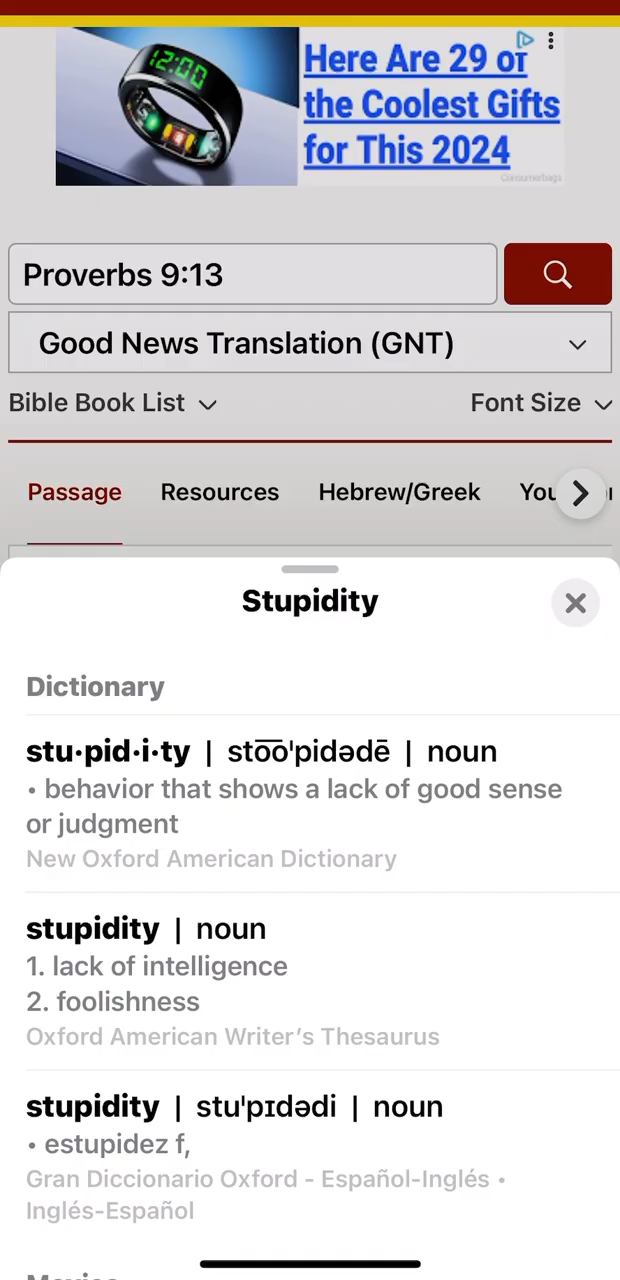 12:00
Here Are 29 of
the Coolest Gifts
for This 2024
Consumerbags
Proverbs 9:13
Good News Translation (GNT)
Bible Book List
Font Size
Passage
Resources
Hebrew/Greek
Stupidity
Dictionary
stu·pid·i·ty | sto͞oˈpidədē | noun
• behavior that shows a lack of good sense
or judgment
New Oxford American Dictionary
stupidity | noun
1. lack of intelligence
2. foolishness
Oxford American Writer’s Thesaurus
stupidity | stuˈpɪdədi | noun
• estupidez f,
Gran Diccionario Oxford - Español-Inglés •
Inglés-Español